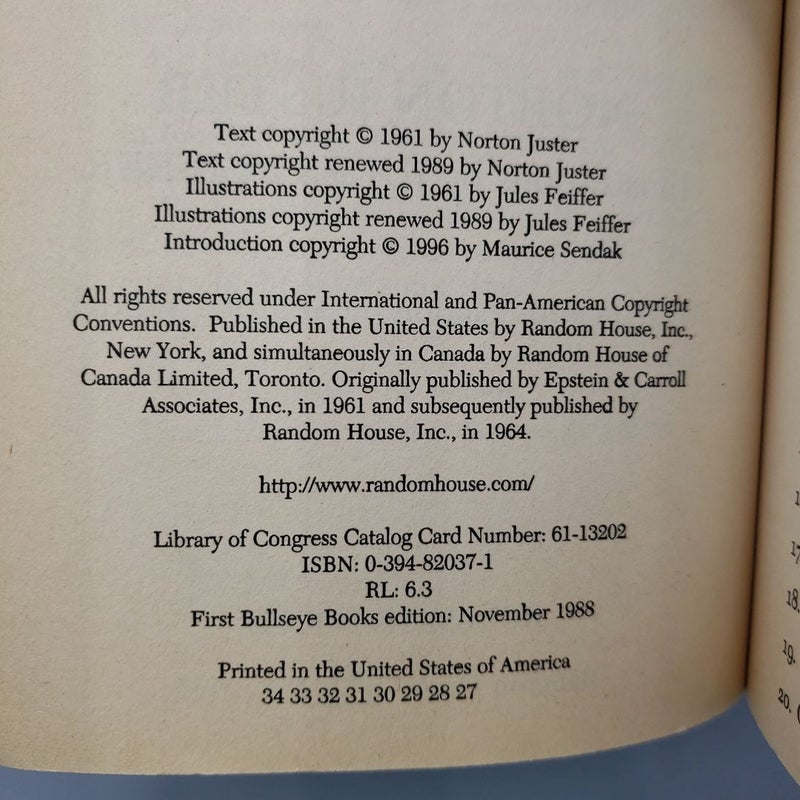 Text copyright © 1961 by Norton Juster
Text copyright renewed 1989 by Norton Juster
Illustrations copyright © 1961 by Jules Feiffer
Illustrations copyright renewed 1989 by Jules Feiffer
Introduction copyright © 1996 by Maurice Sendak
All rights reserved under International and Pan-American Copyright
Conventions. Published in the United States by Random House, Inc.,
New York, and simultaneously in Canada by Random House of
Canada Limited, Toronto. Originally published by Epstein & Carroll
Associates, Inc., in 1961 and subsequently published by
Random House, Inc., in 1964.
http://www.randomhouse.com/
Library of Congress Catalog Card Number: 61-13202
ISBN: 0-394-82037-1
RL: 6.3
First Bullseye Books edition: November 1988
Printed in the United States of America
34 33 32 31 30 29 28 27
18.
19.
20.